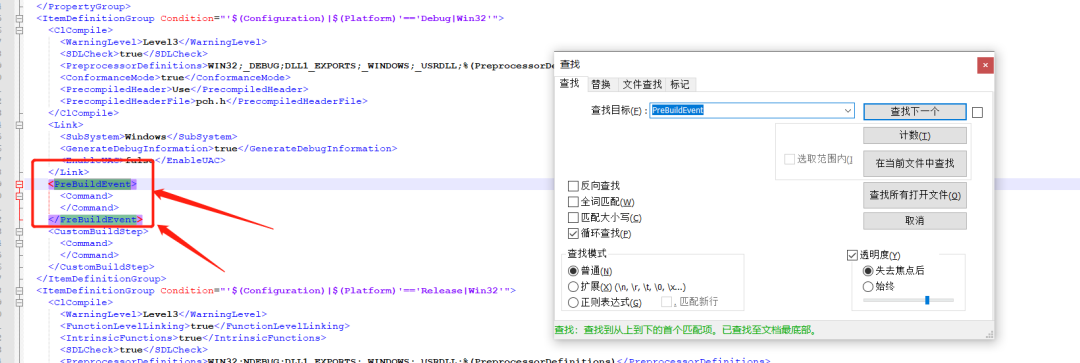 </PropertyGroup>
<ItemDefinitionGroup Condition="'$(Configuration)|$(Platform)'=='Debug|Win32'">
<ClCompile>
<WarningLevel>Level3</WarningLevel>
<SDLCheck>true</SDLCheck>
<PreprocessorDefinitions>WIN32;_DEBUG;DLL1_EXPORTS;_WINDOWS;_USRDLL;%(PreprocessorDe
<ConformanceMode>true</ConformanceMode>
<PrecompiledHeader>Use</PrecompiledHeader>
<PrecompiledHeaderFile>pch.h</PrecompiledHeaderFile>
</ClCompile>
<Link>
<SubSystem>Windows</SubSystem>
<GenerateDebugInformation>true</GenerateDebugInformation>
<EnableUAC>false</EnableUAC>
</Link>
<PreBuildEvent>
<Command>
</Command>
</PreBuildEvent>
<CustomBuildStep>
<Command>
</Command>
</CustomBuildStep>
</ItemDefinitionGroup>
<ItemDefinitionGroup Condition="'$(Configuration)|$(Platform)'=='Release|Win32'">
<ClCompile>
<WarningLevel>Level3</WarningLevel>
<FunctionLevelLinking>true</FunctionLevelLinking>
<IntrinsicFunctions>true</IntrinsicFunctions>
<SDLCheck>true</SDLCheck>
<PreprocessorDefinitions>WIN32;NDEBUG;DLL1_EXPORTS;_WINDOWS;_USRDLL;%(PreprocessorDefinitions)</PreprocessorDefinitions>
查找
查找 替换 文件查找 标记
查找目标(F): PreBuildEvent 查找下一个
计数(T)
选取范围内(I
在当前文件中查找
反向查找
查找所有打开文件(O)
全词匹配(W)
匹配大小写(C)
取消
循环查找(P)
查找模式
透明度(Y)
普通(N)
失去焦点后
扩展(X) (\n, \r, \t, \0, \x...)
始终
正则表达式(G) . 匹配新行
查找: 查找到从上到下的首个匹配项。已查找至文档最底部。